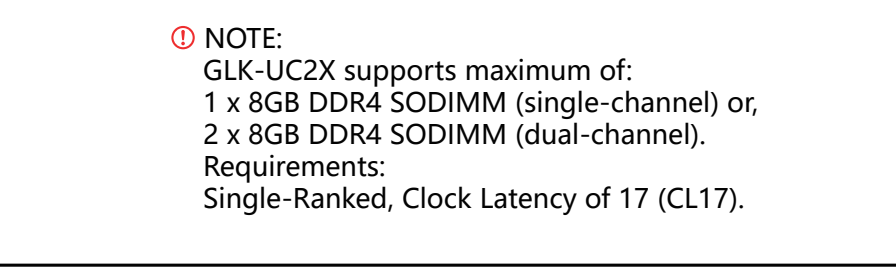 NOTE:
GLK-UC2X supports maximum of:
1 x 8GB DDR4 SODIMM (single-channel) or,
2 x 8GB DDR4 SODIMM (dual-channel).
Requirements:
Single-Ranked, Clock Latency of 17 (CL17).